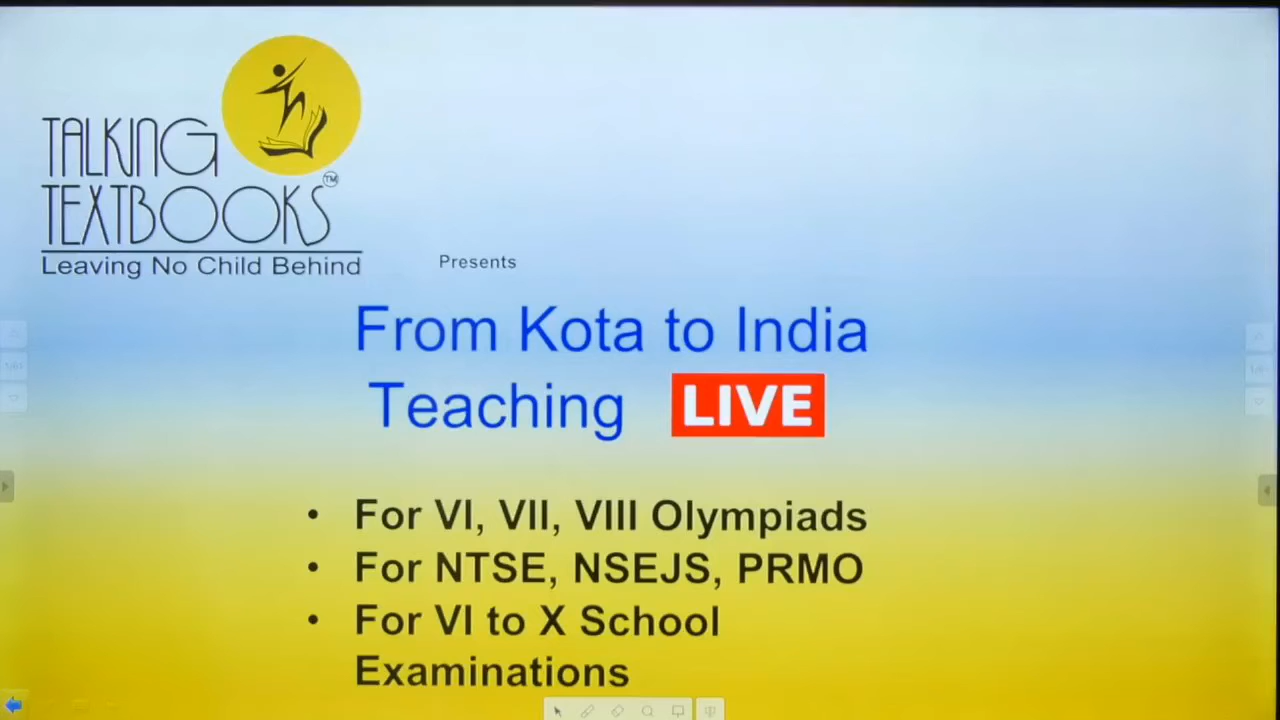 TALKING
TEXTBOOKS
TM
Leaving No Child Behind
Presents
From Kota to India
Teaching LIVE
• For VI, VII, VIII Olympiads
• For NTSE, NSEJS, PRMO
• For VI to X School
Examinations